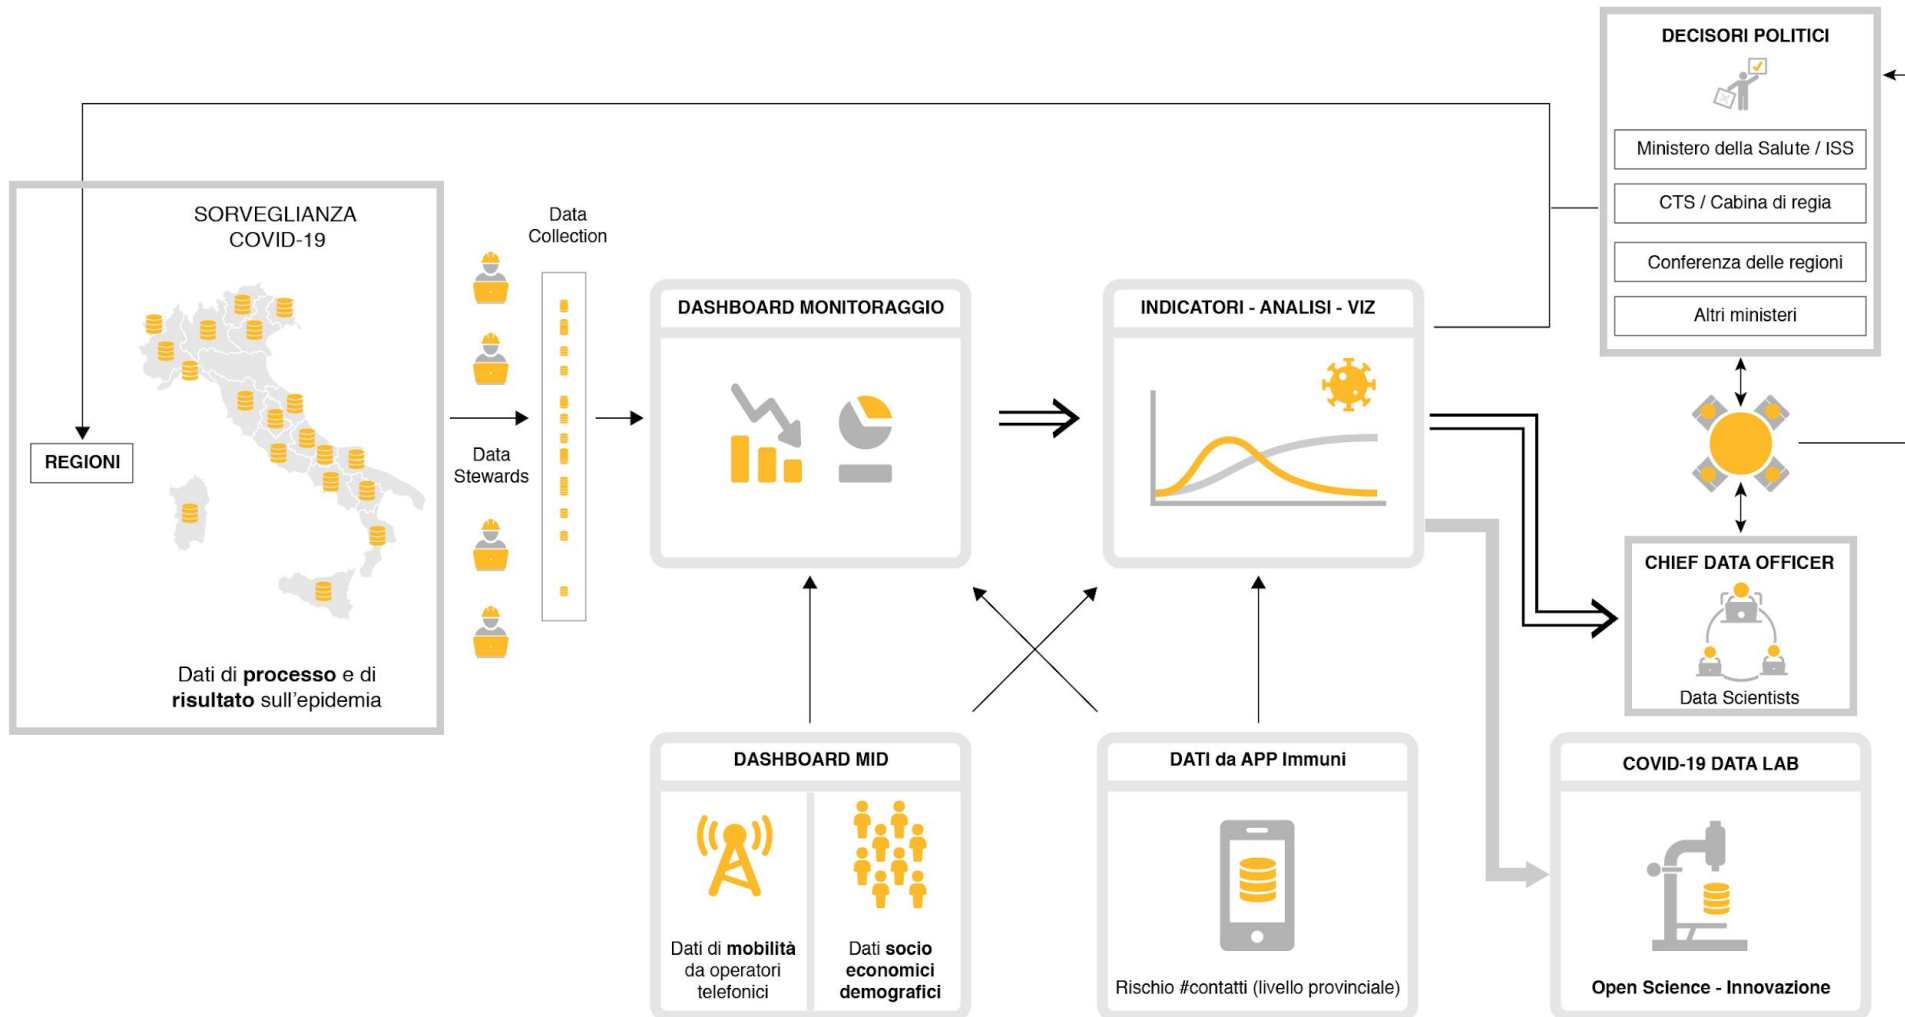 DECISORI POLITICI
Ministero della Salute / ISS
CTS / Cabina di regia
Conferenza delle regioni
Altri ministeri
SORVEGLIANZA
COVID-19
REGIONI
Dati di processo e di
risultato sull'epidemia
Data
Collection
Data
Stewards
DASHBOARD MONITORAGGIO
INDICATORI - ANALISI - VIZ
CHIEF DATA OFFICER
Data Scientists
DASHBOARD MID
Dati di mobilità
da operatori
telefonici
Dati socio
economici
demografici
DATI da APP Immuni
Rischio #contatti (livello provinciale)
COVID-19 DATA LAB
Open Science - Innovazione